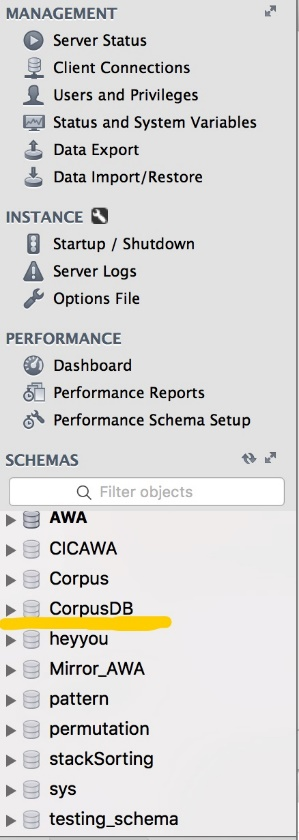 MANAGEMENT
Server Status
Client Connections
Users and Privileges
Status and System Variables
Data Export
Data Import/Restore
INSTANCE
Startup / Shutdown
Server Logs
Options File
PERFORMANCE
Dashboard
Performance Reports
Performance Schema Setup
SCHEMAS
Filter objects
AWA
CICAWA
Corpus
CorpusDB
heyyou
Mirror_AWA
pattern
permutation
stackSorting
sys
testing_schema